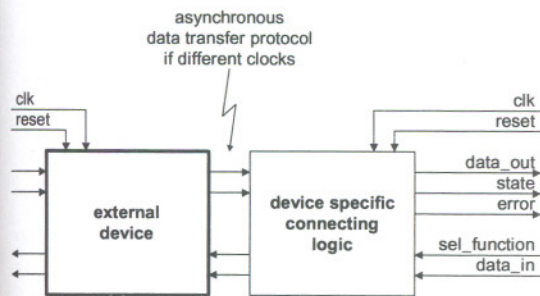 asynchronous
data transfer protocol
if different clocks
clk
reset
clk
reset
external
device
device specific
connecting
logic
data_out
state
error
sel_function
data_in